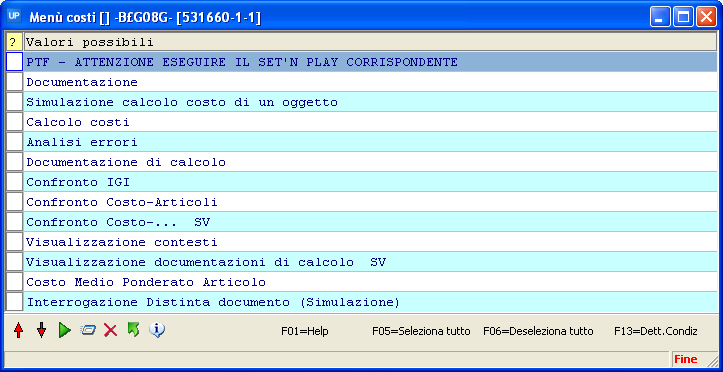 UP Menù costi [] -B£G08G- [531660-1-1]
? Valori possibili
PTF - ATTENZIONE ESEGUIRE IL SET'N PLAY CORRISPONDENTE
Documentazione
Simulazione calcolo costo di un oggetto
Calcolo costi
Analisi errori
Documentazione di calcolo
Confronto IGI
Confronto Costo-Articoli
Confronto Costo-... SV
Visualizzazione contesti
Visualizzazione documentazioni di calcolo SV
Costo Medio Ponderato Articolo
Interrogazione Distinta documento (Simulazione)
F01=Help F05=Seleziona tutto F06=Deseleziona tutto F13=Dett.Condiz
Fine